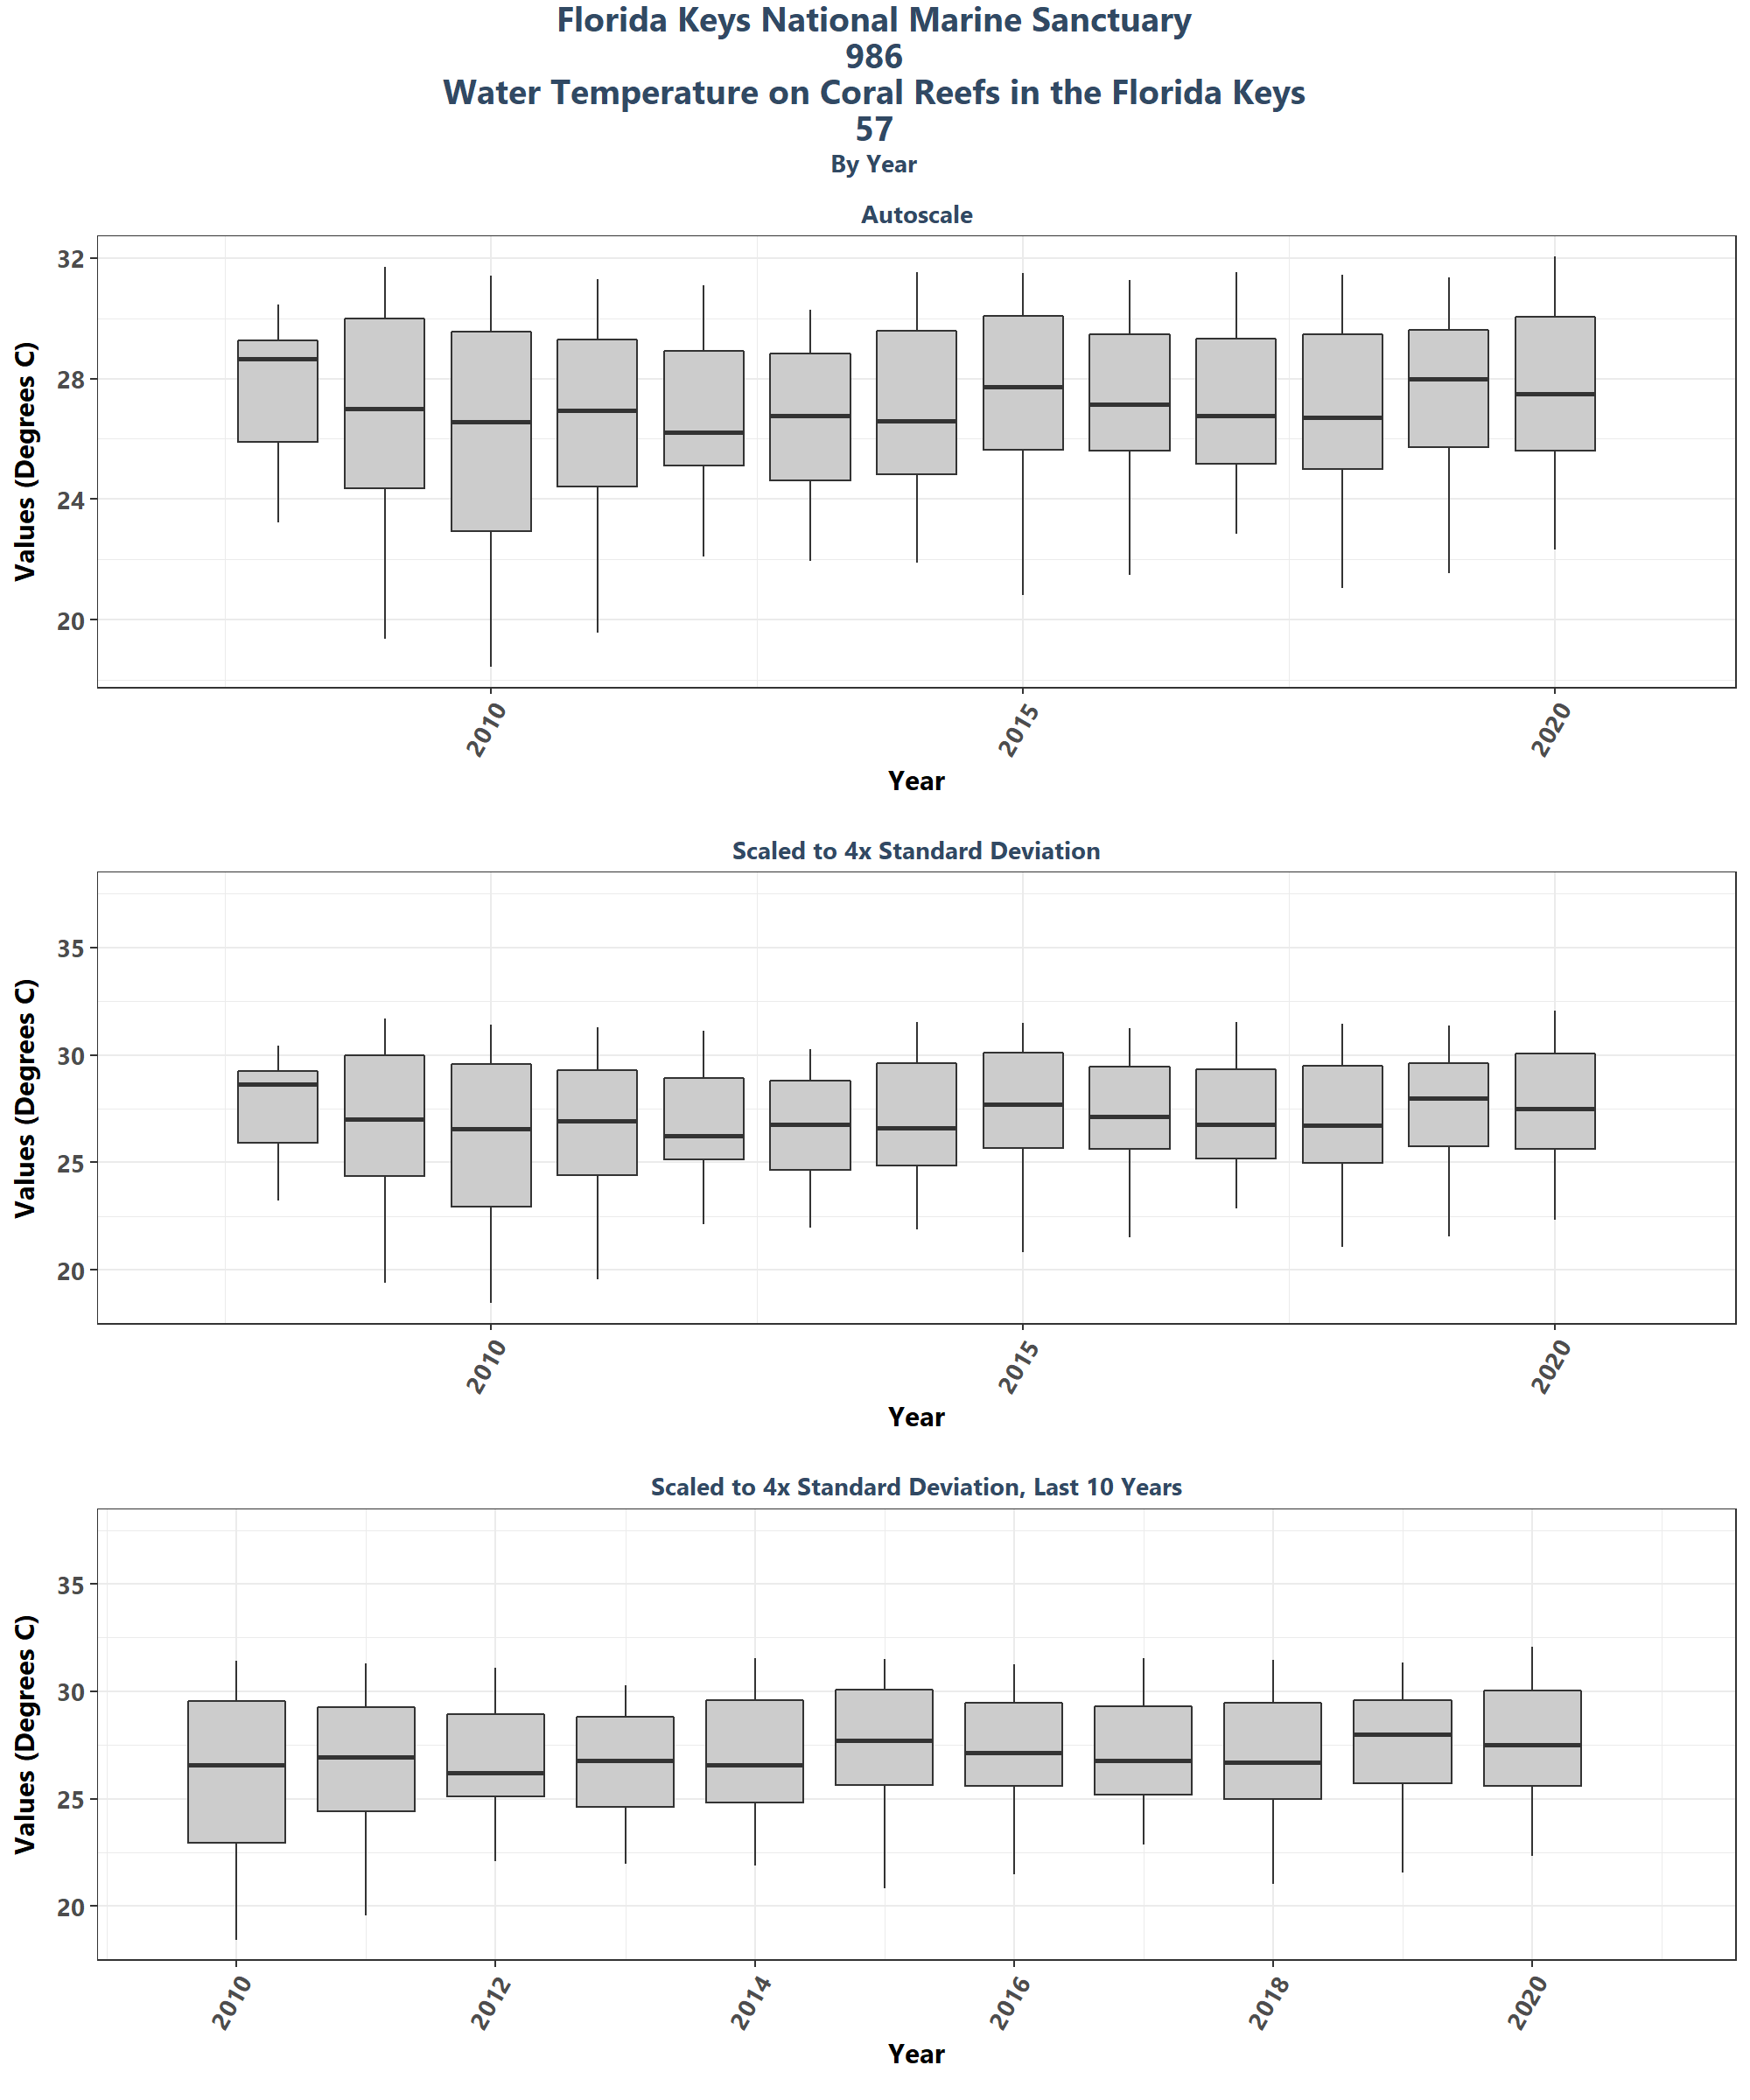 Florida Keys National Marine Sanctuary
986
Water Temperature on Coral Reefs in the Florida Keys
57
By Year
Autoscale
Values (Degrees C)
32
28
24
20
2010
2015
2020
Year
Scaled to 4x Standard Deviation
Values (Degrees C)
35
30
25
20
2010
2015
2020
Year
Scaled to 4x Standard Deviation, Last 10 Years
Values (Degrees C)
35
30
25
20
2010
2012
2014
2016
2018
2020
Year